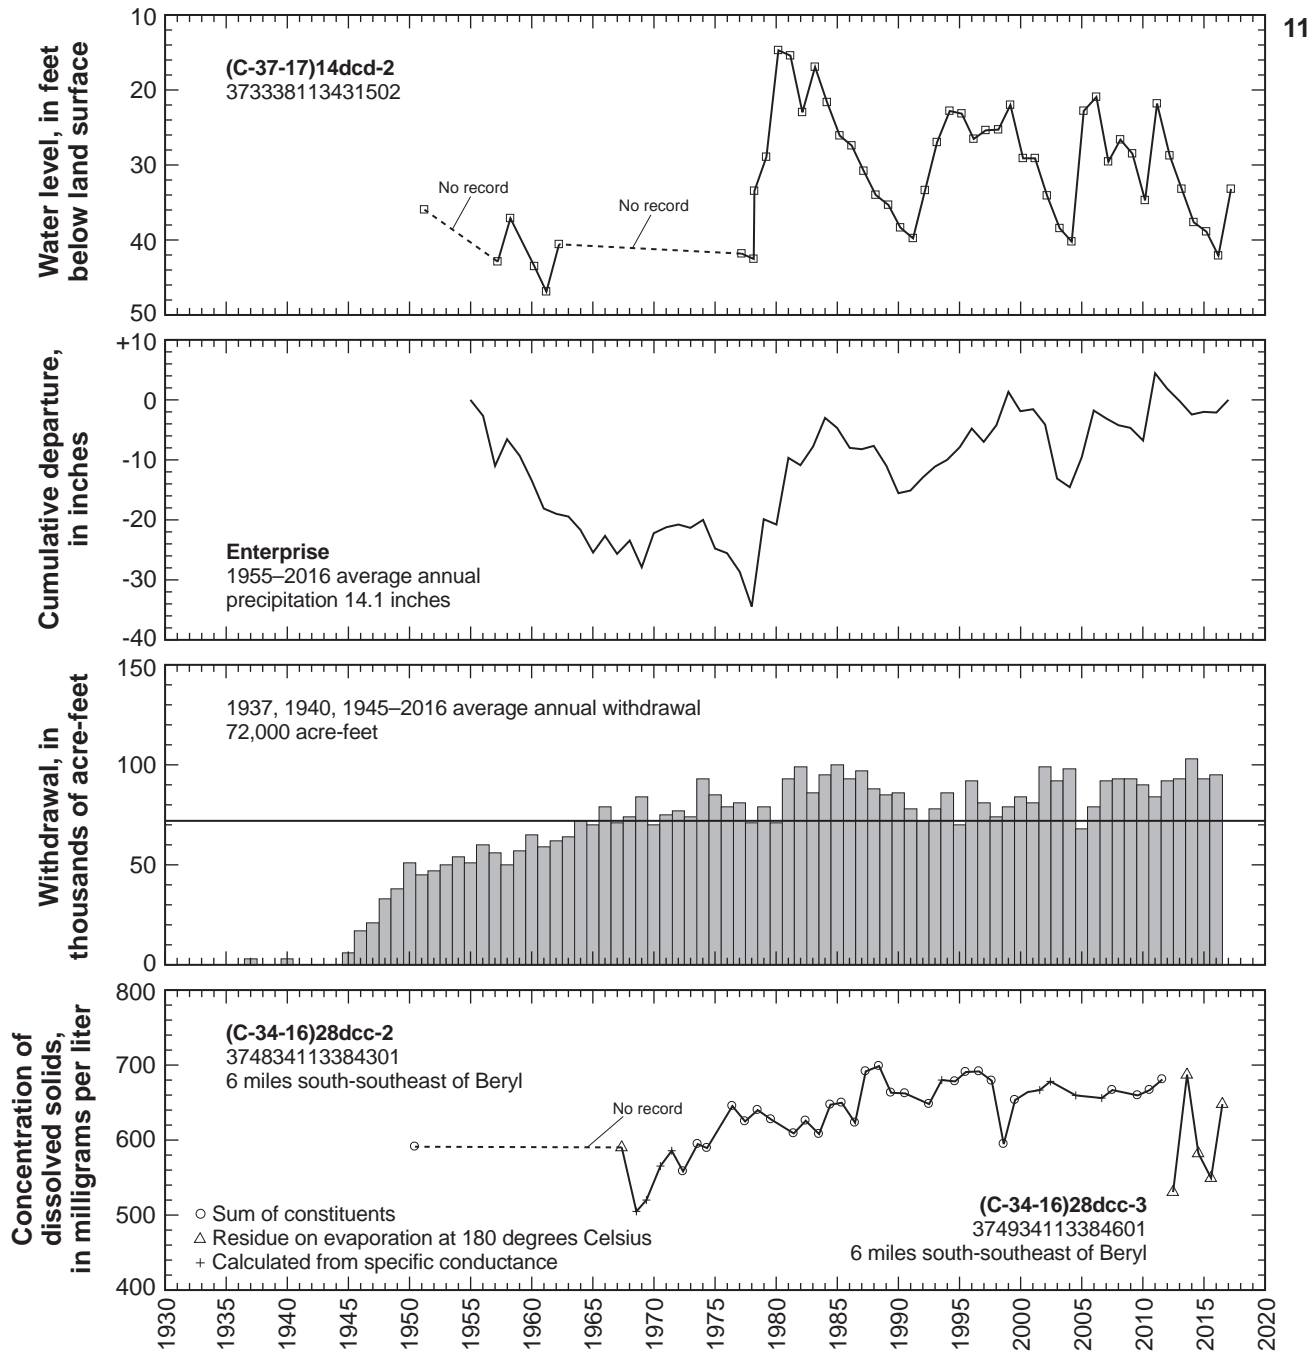 11
Water level, in feet
below land surface
10
20
30
40
50
(C-37-17)14dcd-2
373338113431502
No record
No record
Cumulative departure,
in inches
+10
0
-10
-20
-30
-40
Enterprise
1955–2016 average annual
precipitation 14.1 inches
Withdrawal, in
thousands of acre-feet
150
100
50
0
1937, 1940, 1945–2016 average annual withdrawal
72,000 acre-feet
Concentration of
dissolved solids,
in milligrams per liter
800
700
600
500
400
(C-34-16)28dcc-2
374834113384301
6 miles south-southeast of Beryl
No record
Sum of constituents
Residue on evaporation at 180 degrees Celsius
Calculated from specific conductance
(C-34-16)28dcc-3
374934113384601
6 miles south-southeast of Beryl
1930
1935
1940
1945
1950
1955
1960
1965
1970
1975
1980
1985
1990
1995
2000
2005
2010
2015
2020